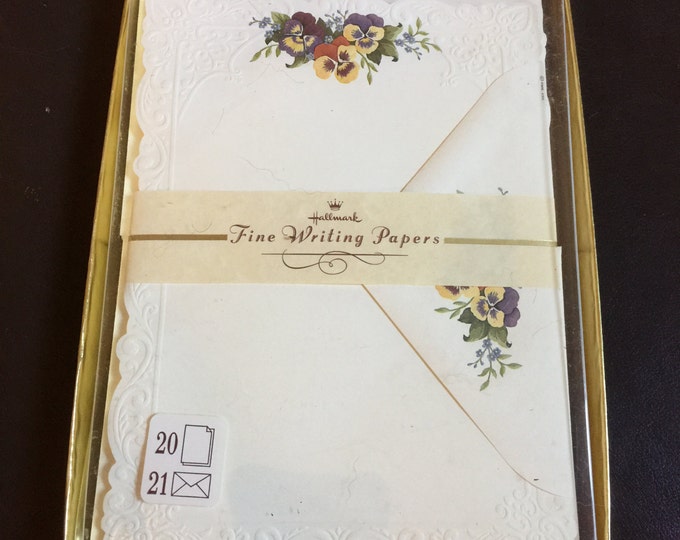 Hallmark
Fine Writing Papers
20
21